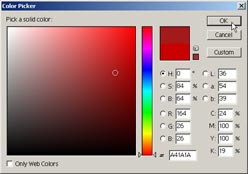 Color Picker
Pick a solid color:
OK
Cancel
Custom
H: 0 °
S: 84 %
B: 64 %
R: 164
G: 26
B: 26
L: 36
a: 54
b: 39
C: 24 %
M: 100 %
Y: 100 %
K: 19 %
# A41A1A
Only Web Colors